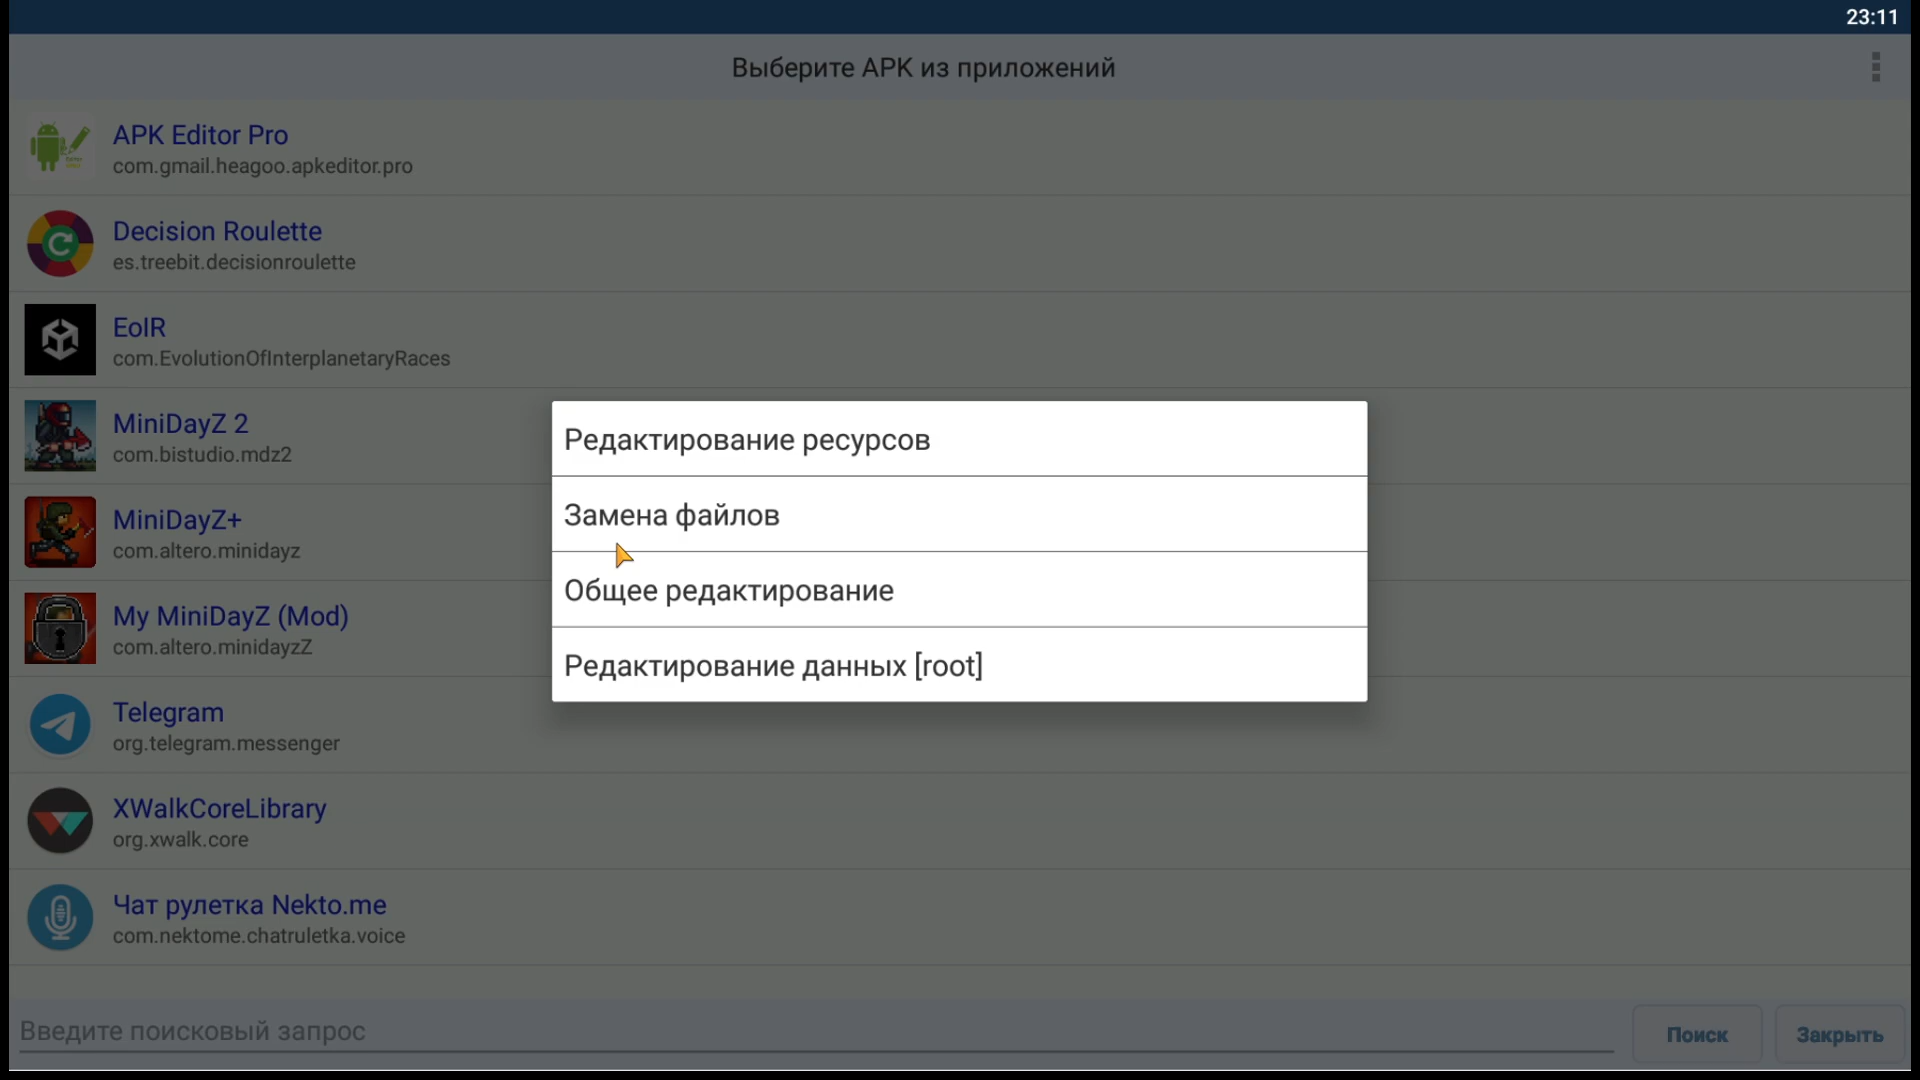 23:11
Выберите APK из приложений
APK Editor Pro
com.gmail.heagoo.apkeditor.pro
Decision Roulette
es.treebit.decisionroulette
EoIR
com.EvolutionOfInterplanetaryRaces
MiniDayZ 2
com.bistudio.mdz2
MiniDayZ+
com.altero.minidayz
My MiniDayZ (Mod)
com.altero.minidayzZ
Telegram
org.telegram.messenger
XWalkCoreLibrary
org.xwalk.core
Чат рулетка Nekto.me
com.nektome.chatruletka.voice
Редактирование ресурсов
Замена файлов
Общее редактирование
Редактирование данных [root]
Введите поисковый запрос
Поиск
Закрыть